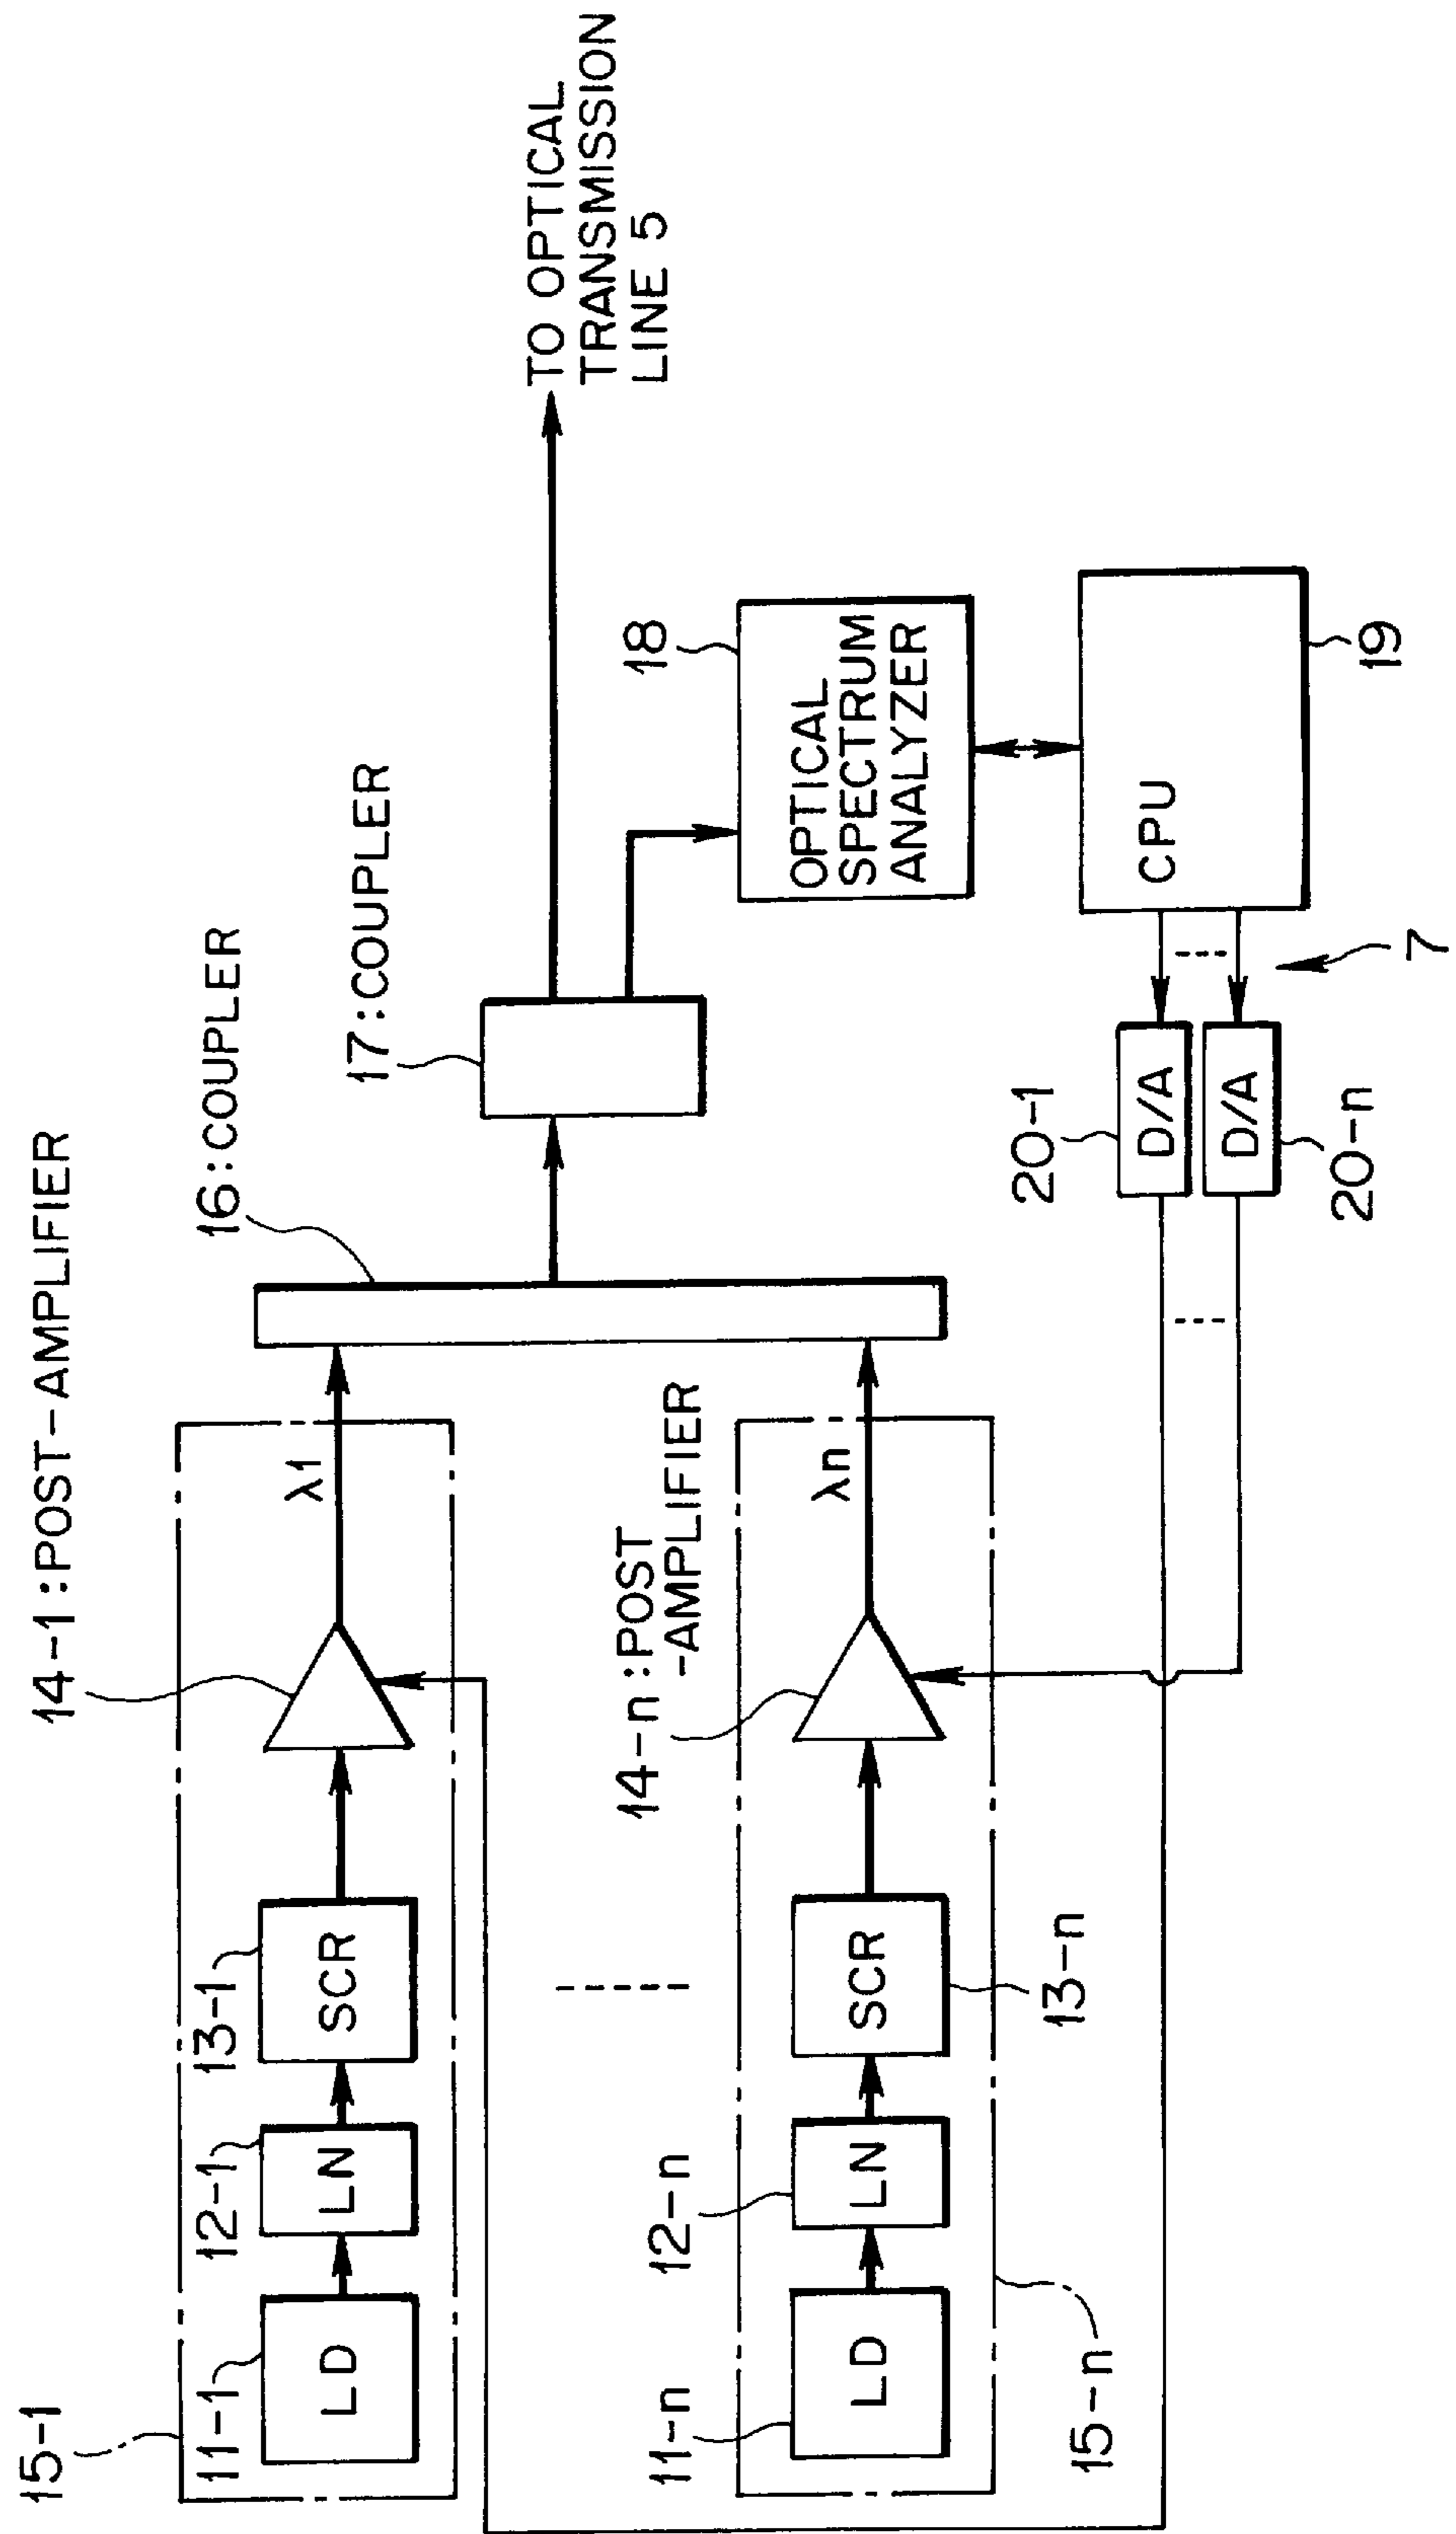 15-1
11-1
LD
12-1
LN
13-1
SCR
14-1:POST-AMPLIFIER
λ1
16:COUPLER
17:COUPLER
TO OPTICAL
TRANSMISSION
LINE 5
11-n
LD
12-n
LN
13-n
SCR
14-n:POST
-AMPLIFIER
λn
15-n
18
OPTICAL
SPECTRUM
ANALYZER
CPU
19
7
20-1
D/A
D/A
20-n